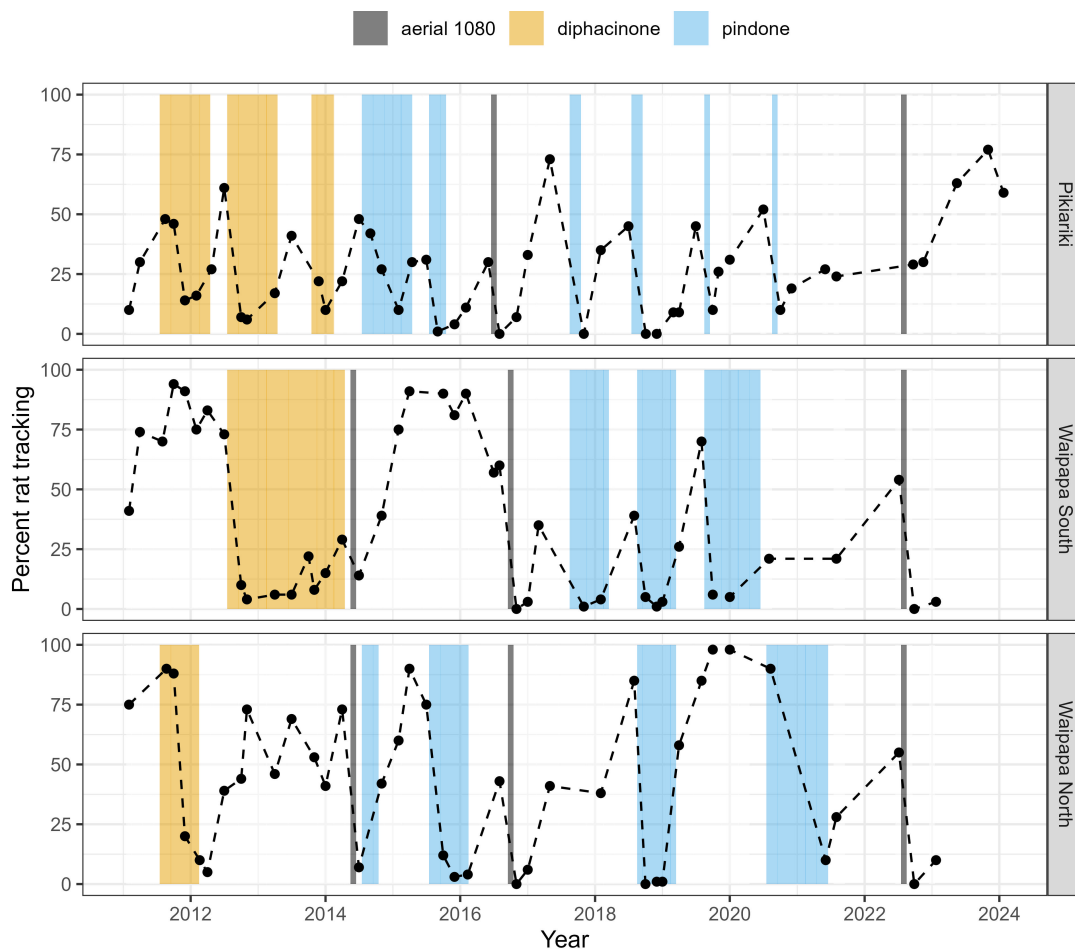 aerial 1080 diphacinone pindone
100
75
50
25
0
Pikiariki
100
75
50
25
0
Waipapa South
100
75
50
25
0
Waipapa North
Percent rat tracking
2012 2014 2016 2018 2020 2022 2024
Year